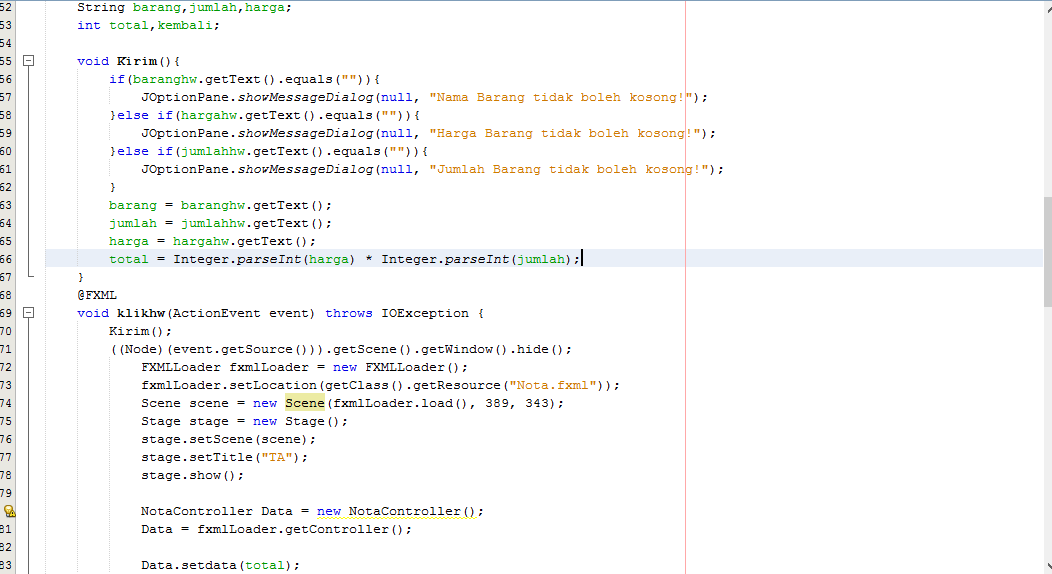 52 String barang,jumlah,harga;
53 int total,kembali;
54
55 void Kirim(){
56 if(baranghw.getText().equals("")){
57 JOptionPane.showMessageDialog(null, "Nama Barang tidak boleh kosong!");
58 }else if(hargahw.getText().equals("")){
59 JOptionPane.showMessageDialog(null, "Harga Barang tidak boleh kosong!");
60 }else if(jumlahhw.getText().equals("")){
61 JOptionPane.showMessageDialog(null, "Jumlah Barang tidak boleh kosong!");
62 }
63 barang = baranghw.getText();
64 jumlah = jumlahhw.getText();
65 harga = hargahw.getText();
66 total = Integer.parseInt(harga) * Integer.parseInt(jumlah);
67 }
68 @FXML
69 void klikhw(ActionEvent event) throws IOException {
70 Kirim();
71 ((Node)(event.getSource())).getScene().getWindow().hide();
72 FXMLLoader fxmlLoader = new FXMLLoader();
73 fxmlLoader.setLocation(getClass().getResource("Nota.fxml"));
74 Scene scene = new Scene(fxmlLoader.load(), 389, 343);
75 Stage stage = new Stage();
76 stage.setScene(scene);
77 stage.setTitle("TA");
78 stage.show();
79
NotaController Data = new NotaController();
81 Data = fxmlLoader.getController();
82
83 Data.setdata(total);